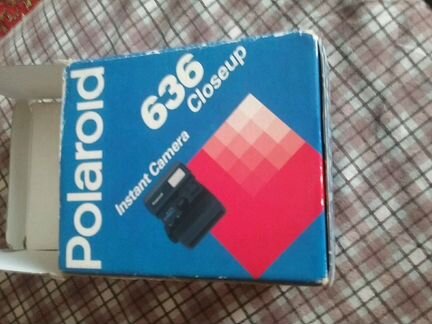 Polaroid
636
Closeup
Instant Camera